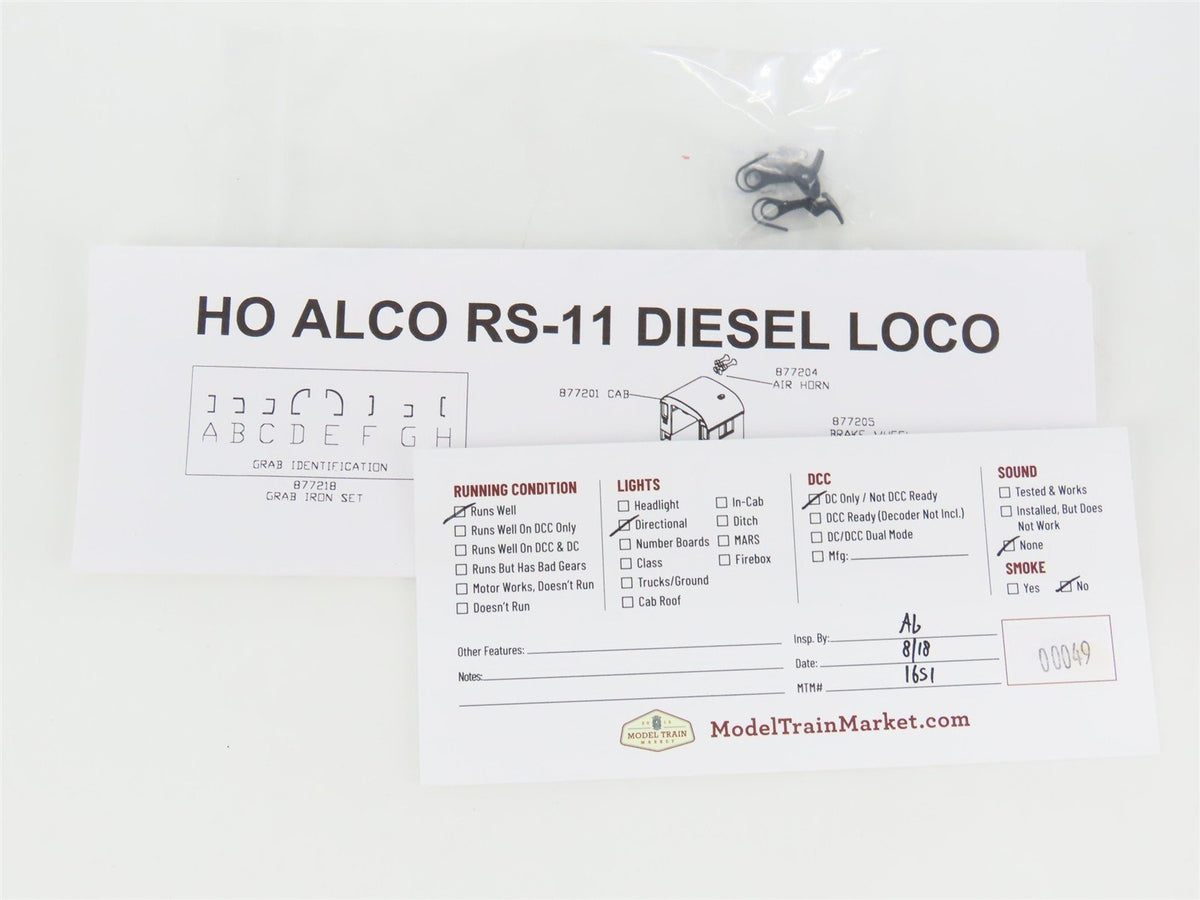 HO ALCO RS-11 DIESEL LOCO
A B C D E F G H
GRAB IDENTIFICATION
877218
GRAB IRON SET
877201 CAB
877204
AIR HORN
877205
BRAKE WHEEL
RUNNING CONDITION
Runs Well
Runs Well On DCC Only
Runs Well On DCC & DC
Runs But Has Bad Gears
Motor Works, Doesn't Run
Doesn't Run
LIGHTS
Headlight
Directional
Number Boards
Class
Trucks/Ground
Cab Roof
In-Cab
Ditch
MARS
Firebox
DCC
DC Only / Not DCC Ready
DCC Ready (Decoder Not Incl.)
DC/DCC Dual Mode
Mfg:
SOUND
Tested & Works
Installed, But Does
Not Work
None
SMOKE
Yes No
Other Features:
Notes:
Insp. By: AL
Date: 8/18
MTM# 1651
00049
MODEL TRAIN
MARKET
ModelTrainMarket.com